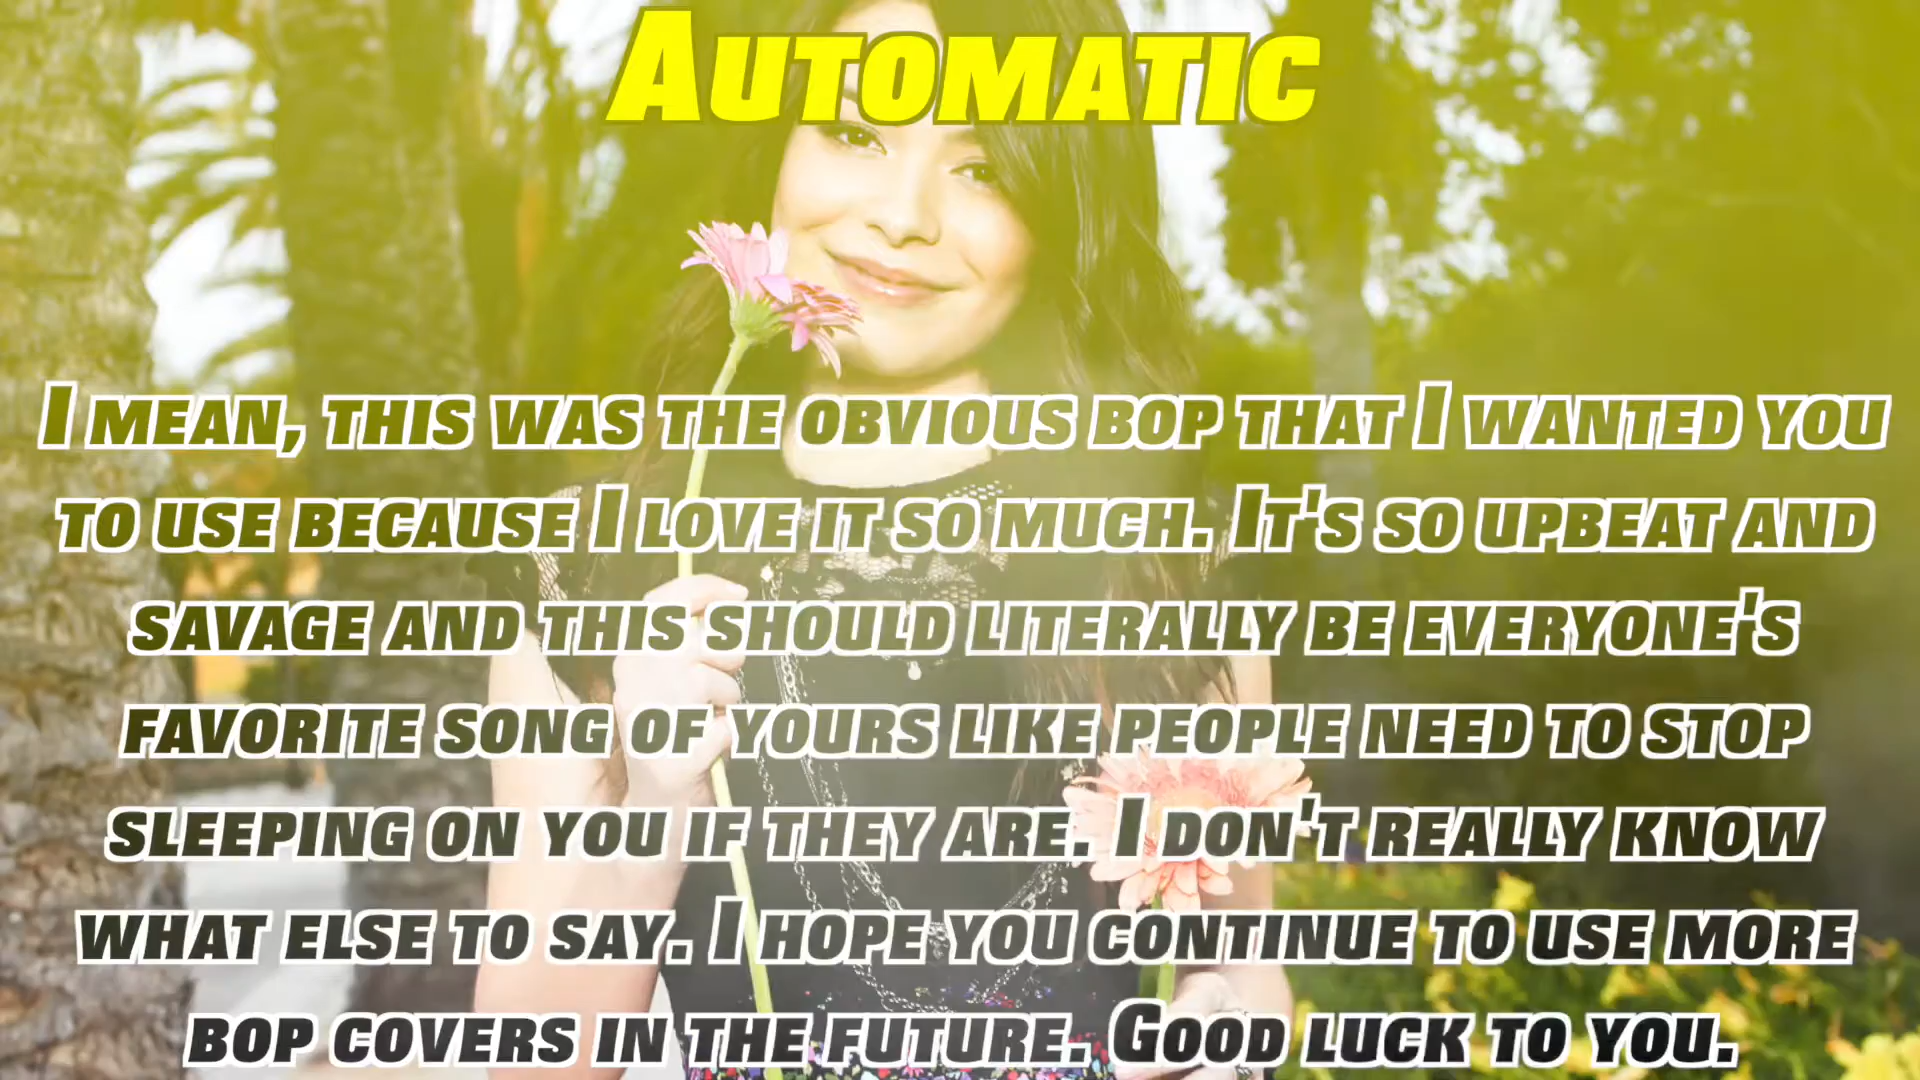 Automatic
I mean, this was the obvious bop that I wanted you
to use because I love it so much. It's so upbeat and
savage and this should literally be everyone's
favorite song of yours like people need to stop
sleeping on you if they are. I don't really know
what else to say. I hope you continue to use more
bop covers in the future. Good luck to you.